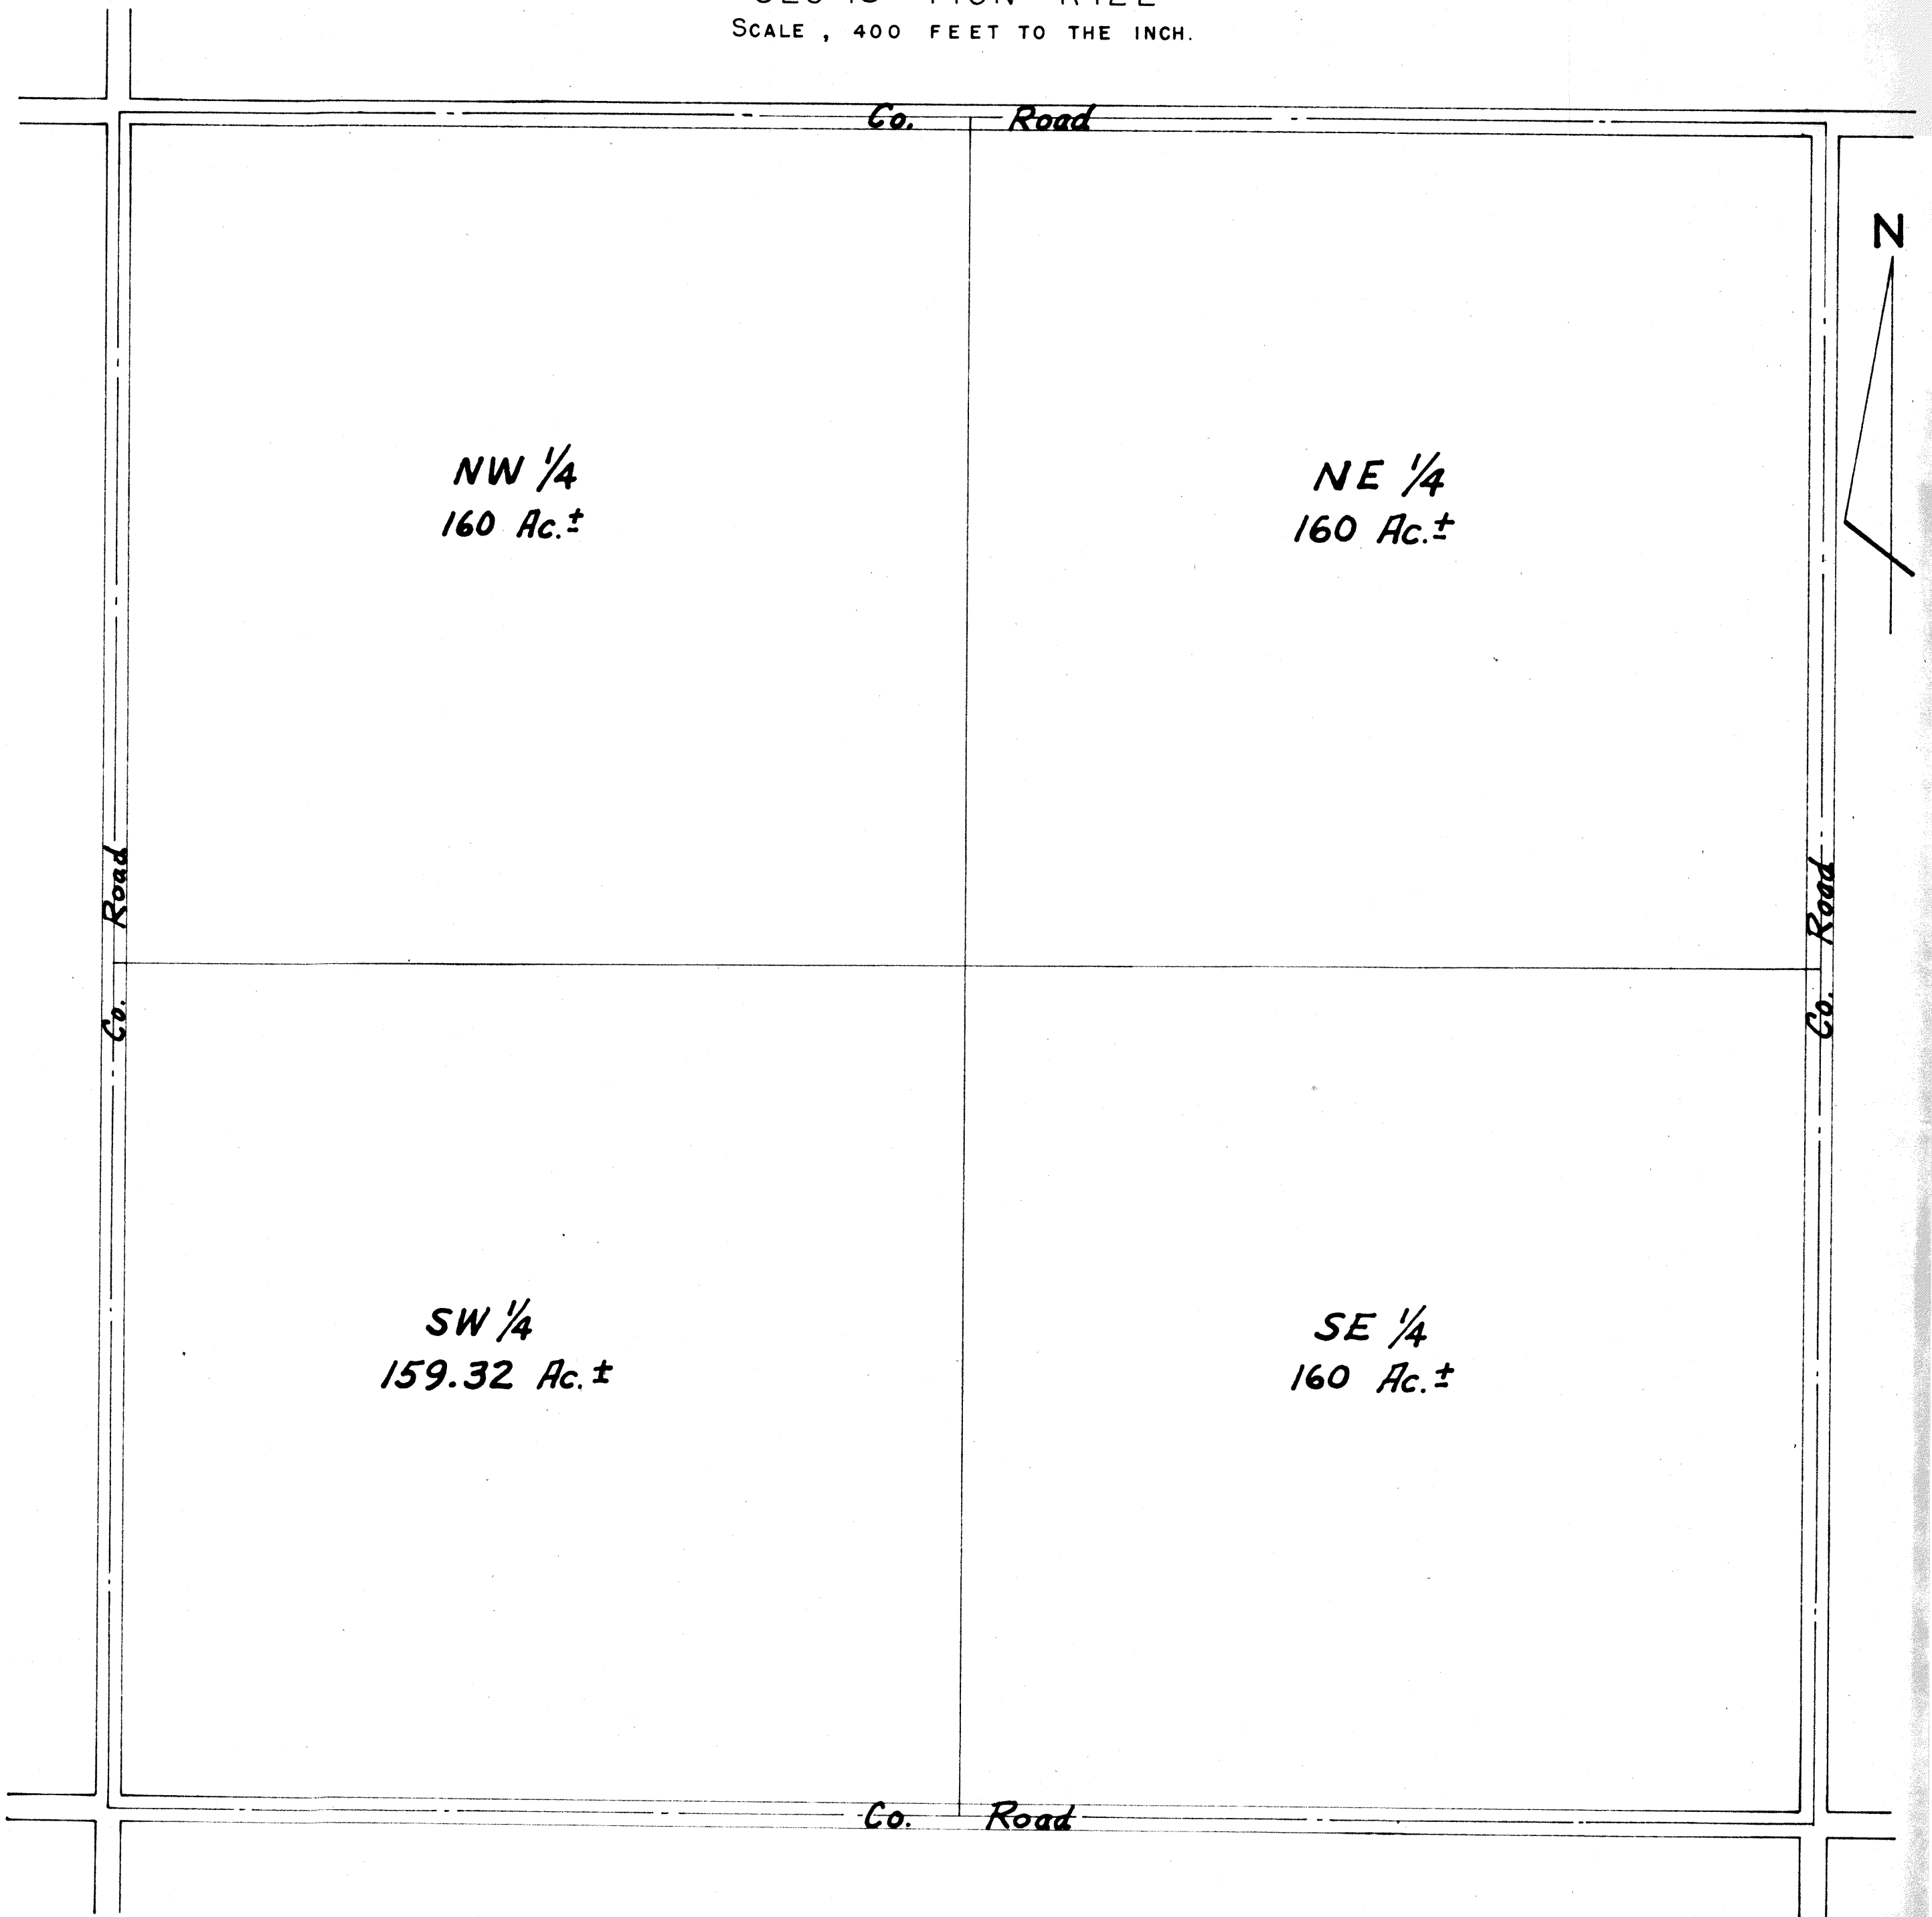 SCALE , 400 FEET TO THE INCH.
Co. Road
N
NW 1/4
160 Ac.±
NE 1/4
160 Ac.±
Co. Road
Co. Road
SW 1/4
159.32 Ac.±
SE 1/4
160 Ac.±
Co. Road